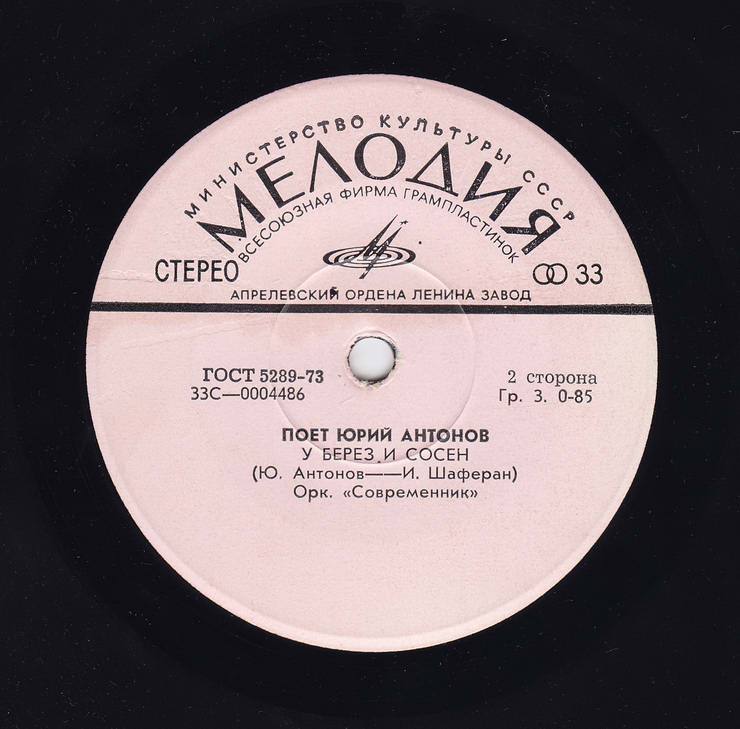 МИНИСТЕРСТВО КУЛЬТУРЫ СССР
МЕЛОДИЯ
ВСЕСОЮЗНАЯ ФИРМА ГРАМПЛАСТИНОК
СТЕРЕО
33
АПРЕЛЕВСКИЙ ОРДЕНА ЛЕНИНА ЗАВОД
ГОСТ 5289-73
33С—0004486
2 сторона
Гр. 3. 0-85
ПОЕТ ЮРИЙ АНТОНОВ
У БЕРЕЗ И СОСЕН
(Ю. Антонов——И. Шаферан)
Орк. «Современник»